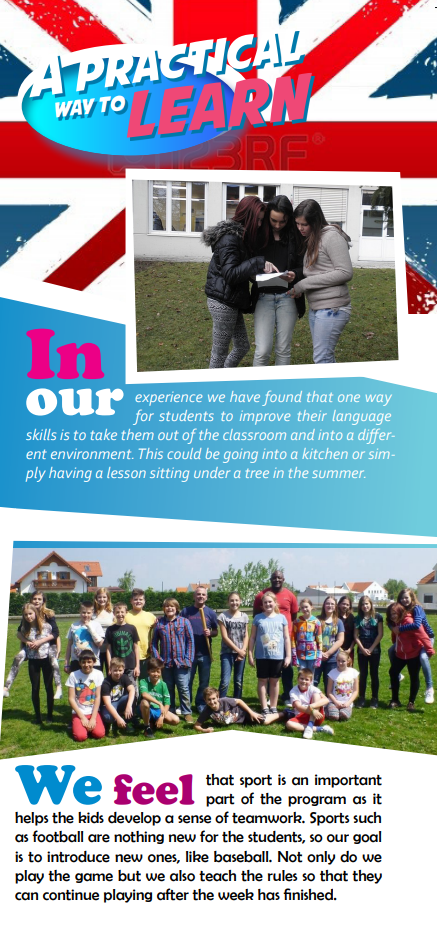 A PRACTICAL
WAY TO LEARN
123RF®
In
our experience we have found that one way
for students to improve their language
skills is to take them out of the classroom and into a differ-
ent environment. This could be going into a kitchen or sim-
ply having a lesson sitting under a tree in the summer.
We feel that sport is an important
part of the program as it
helps the kids develop a sense of teamwork. Sports such
as football are nothing new for the students, so our goal
is to introduce new ones, like baseball. Not only do we
play the game but we also teach the rules so that they
can continue playing after the week has finished.